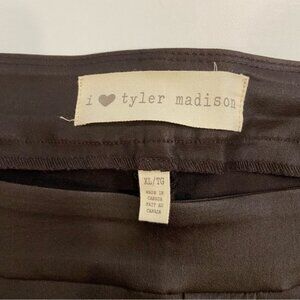 i ♥ tyler madison
XL/TG
MADE IN
CANADA
FAIT AU
CANADA